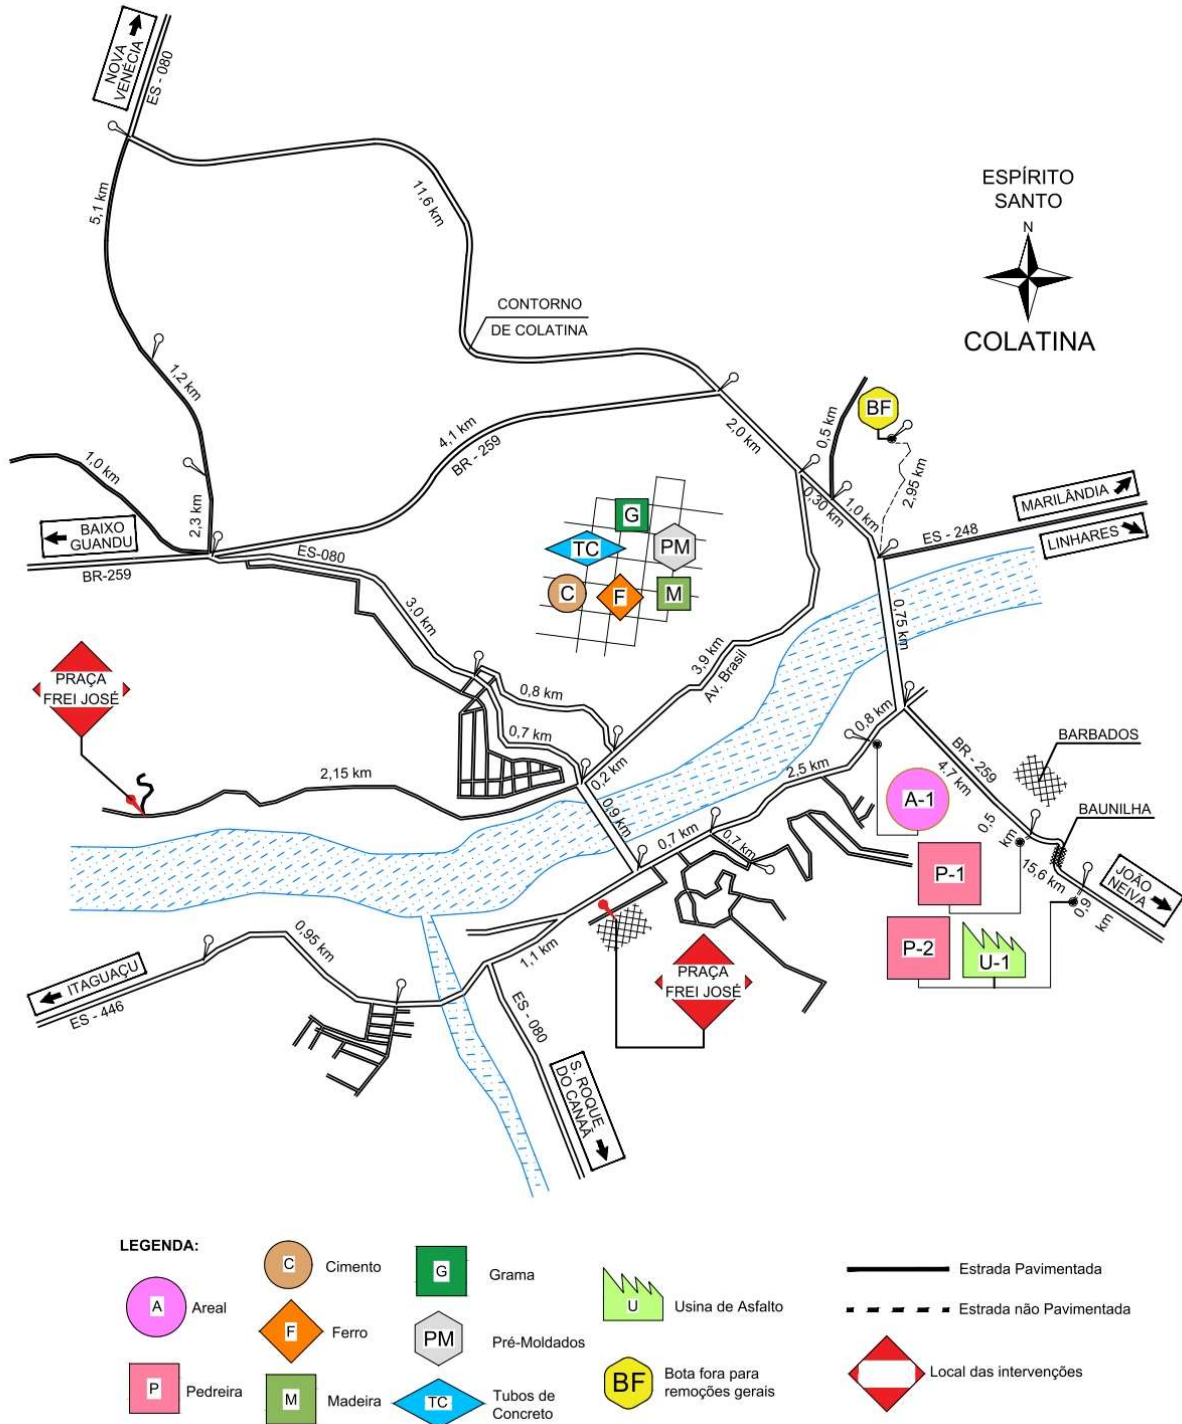 NOVA
VENÉCIA
ES - 080
5,1 km
11,6 km
ESPÍRITO
SANTO
N
COLATINA
CONTORNO
DE COLATINA
1,2 km
4,1 km
BR - 259
2,0 km
0,5 km
BF
2,95 km
1,0 km
2,3 km
0,30 km
1,0 km
MARILÂNDIA
LINHARES
ES - 248
BAIXO
GUANDU
BR-259
ES-080
G
TC
PM
C
F
M
3,0 km
0,75 km
3,9 km
Av. Brasil
PRAÇA
FREI JOSÉ
0,8 km
0,7 km
0,2 km
2,15 km
0,9 km
0,8 km
2,5 km
BR - 259
4,7 km
BARBADOS
A-1
BAUNILHA
0,5
km
0,7 km
0,7 km
P-1
15,6 km
JOÃO
NEIVA
0,9
km
P-2
U-1
0,95 km
1,1 km
ITAGUAÇU
ES - 446
PRAÇA
FREI JOSÉ
ES - 080
S. ROQUE
DO CANAÃ
LEGENDA:
A
Areal
P
Pedreira
C
Cimento
F
Ferro
M
Madeira
G
Grama
PM
Pré-Moldados
TC
Tubos de
Concreto
U
Usina de Asfalto
BF
Bota fora para
remoções gerais
Estrada Pavimentada
Estrada não Pavimentada
Local das intervenções